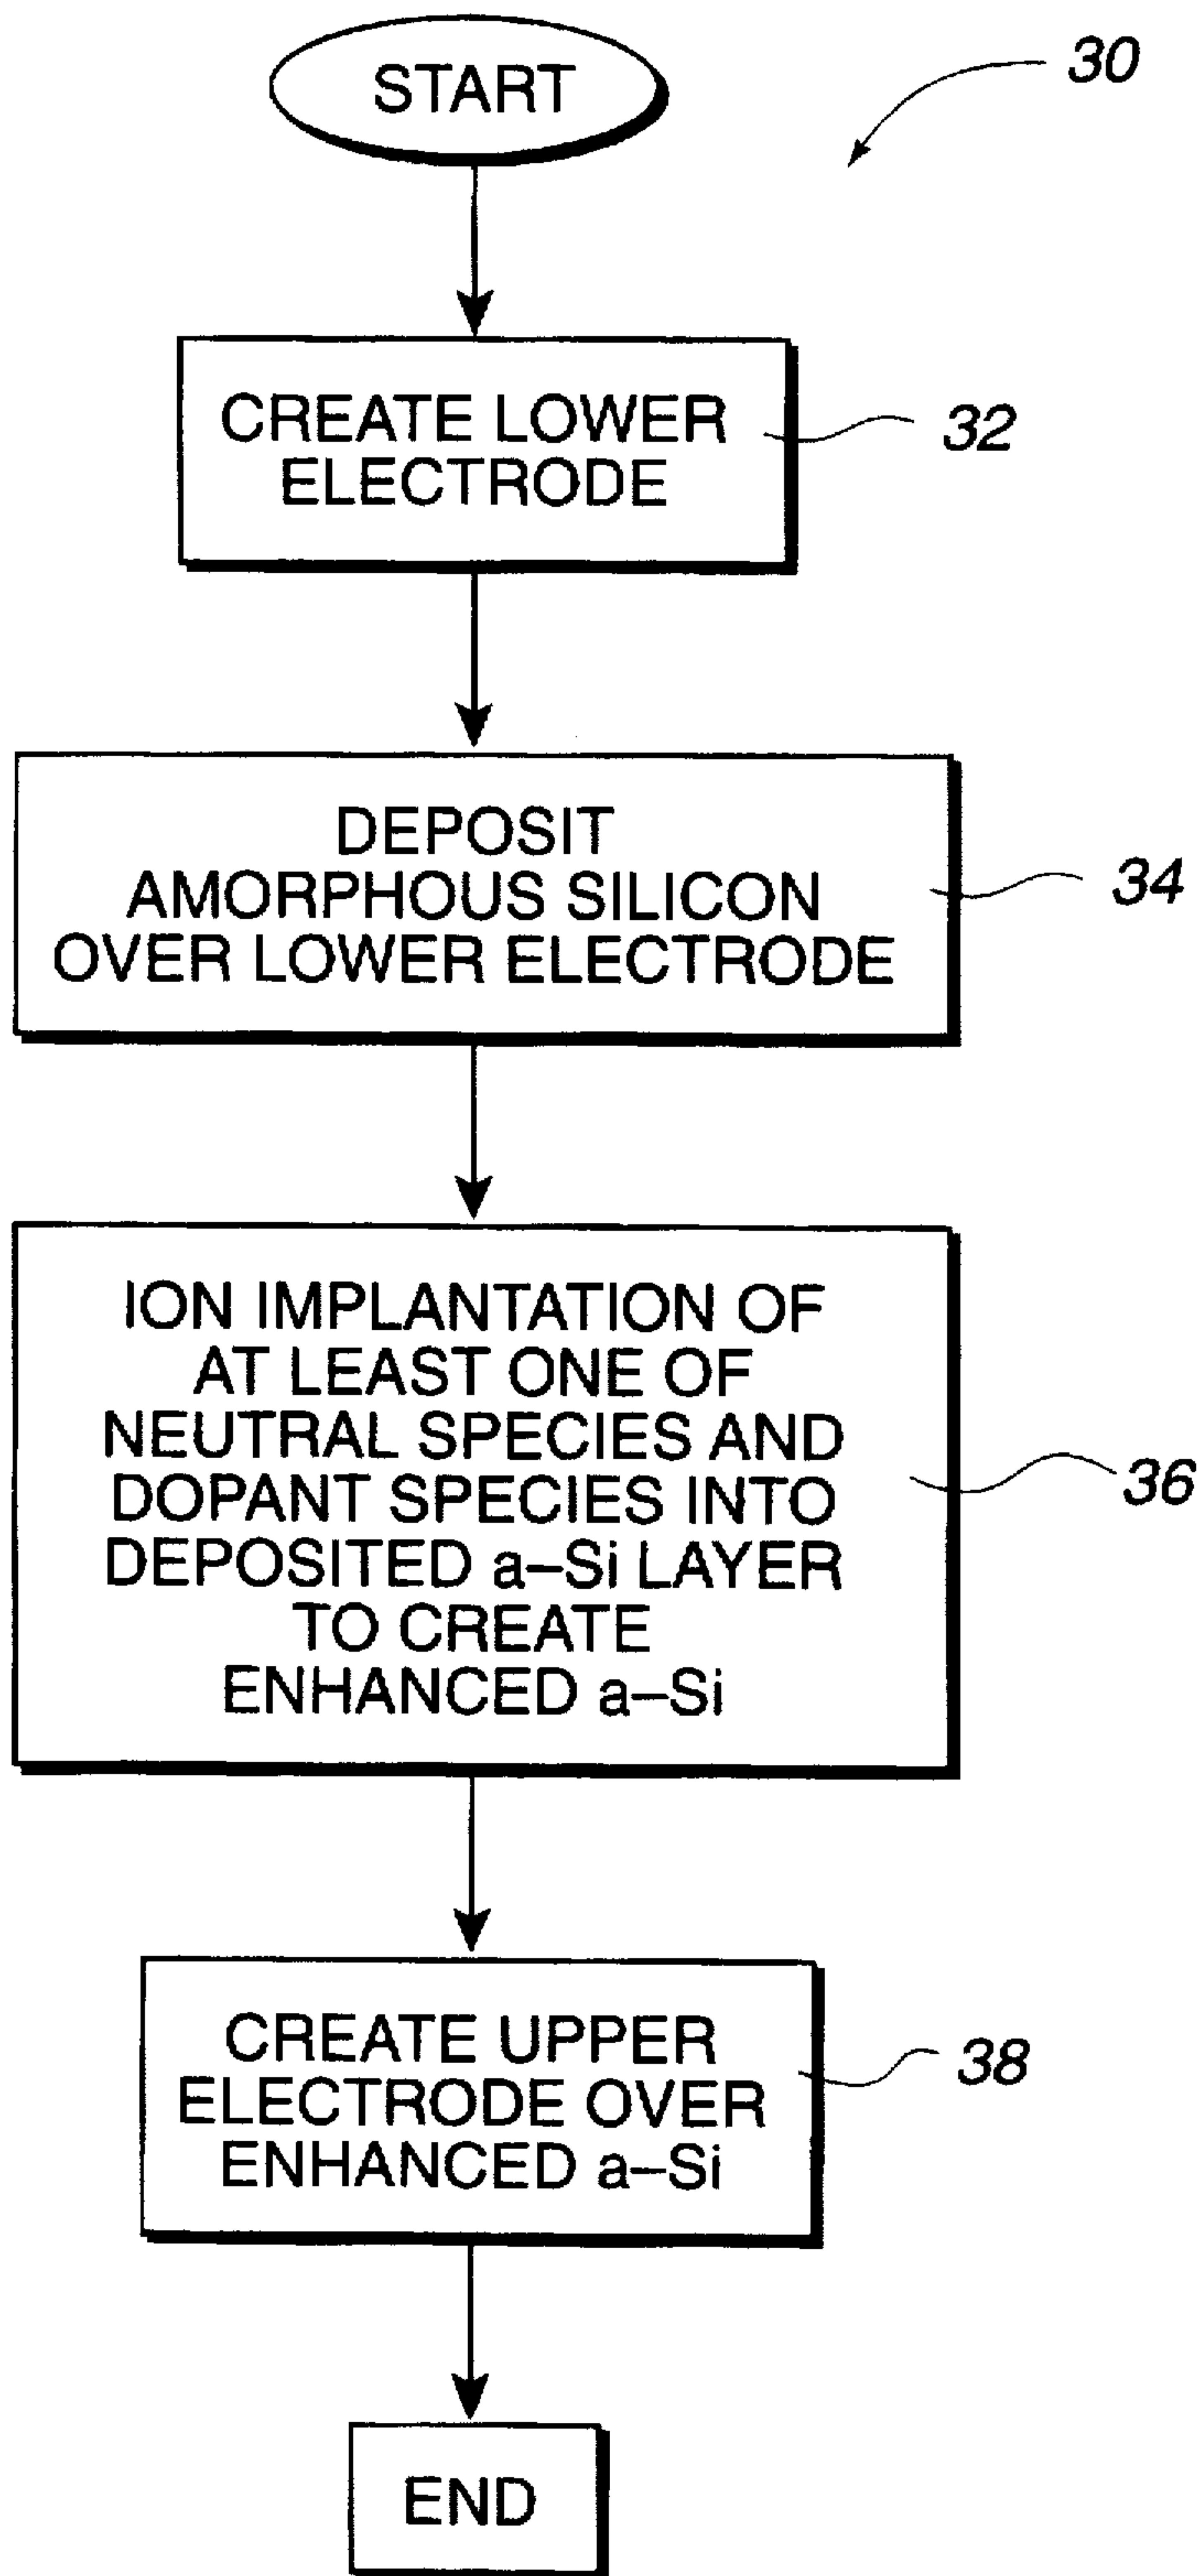 START
30
CREATE LOWER
ELECTRODE
32
DEPOSIT
AMORPHOUS SILICON
OVER LOWER ELECTRODE
34
ION IMPLANTATION OF
AT LEAST ONE OF
NEUTRAL SPECIES AND
DOPANT SPECIES INTO
DEPOSITED a–Si LAYER
TO CREATE
ENHANCED a–Si
36
CREATE UPPER
ELECTRODE OVER
ENHANCED a–Si
38
END